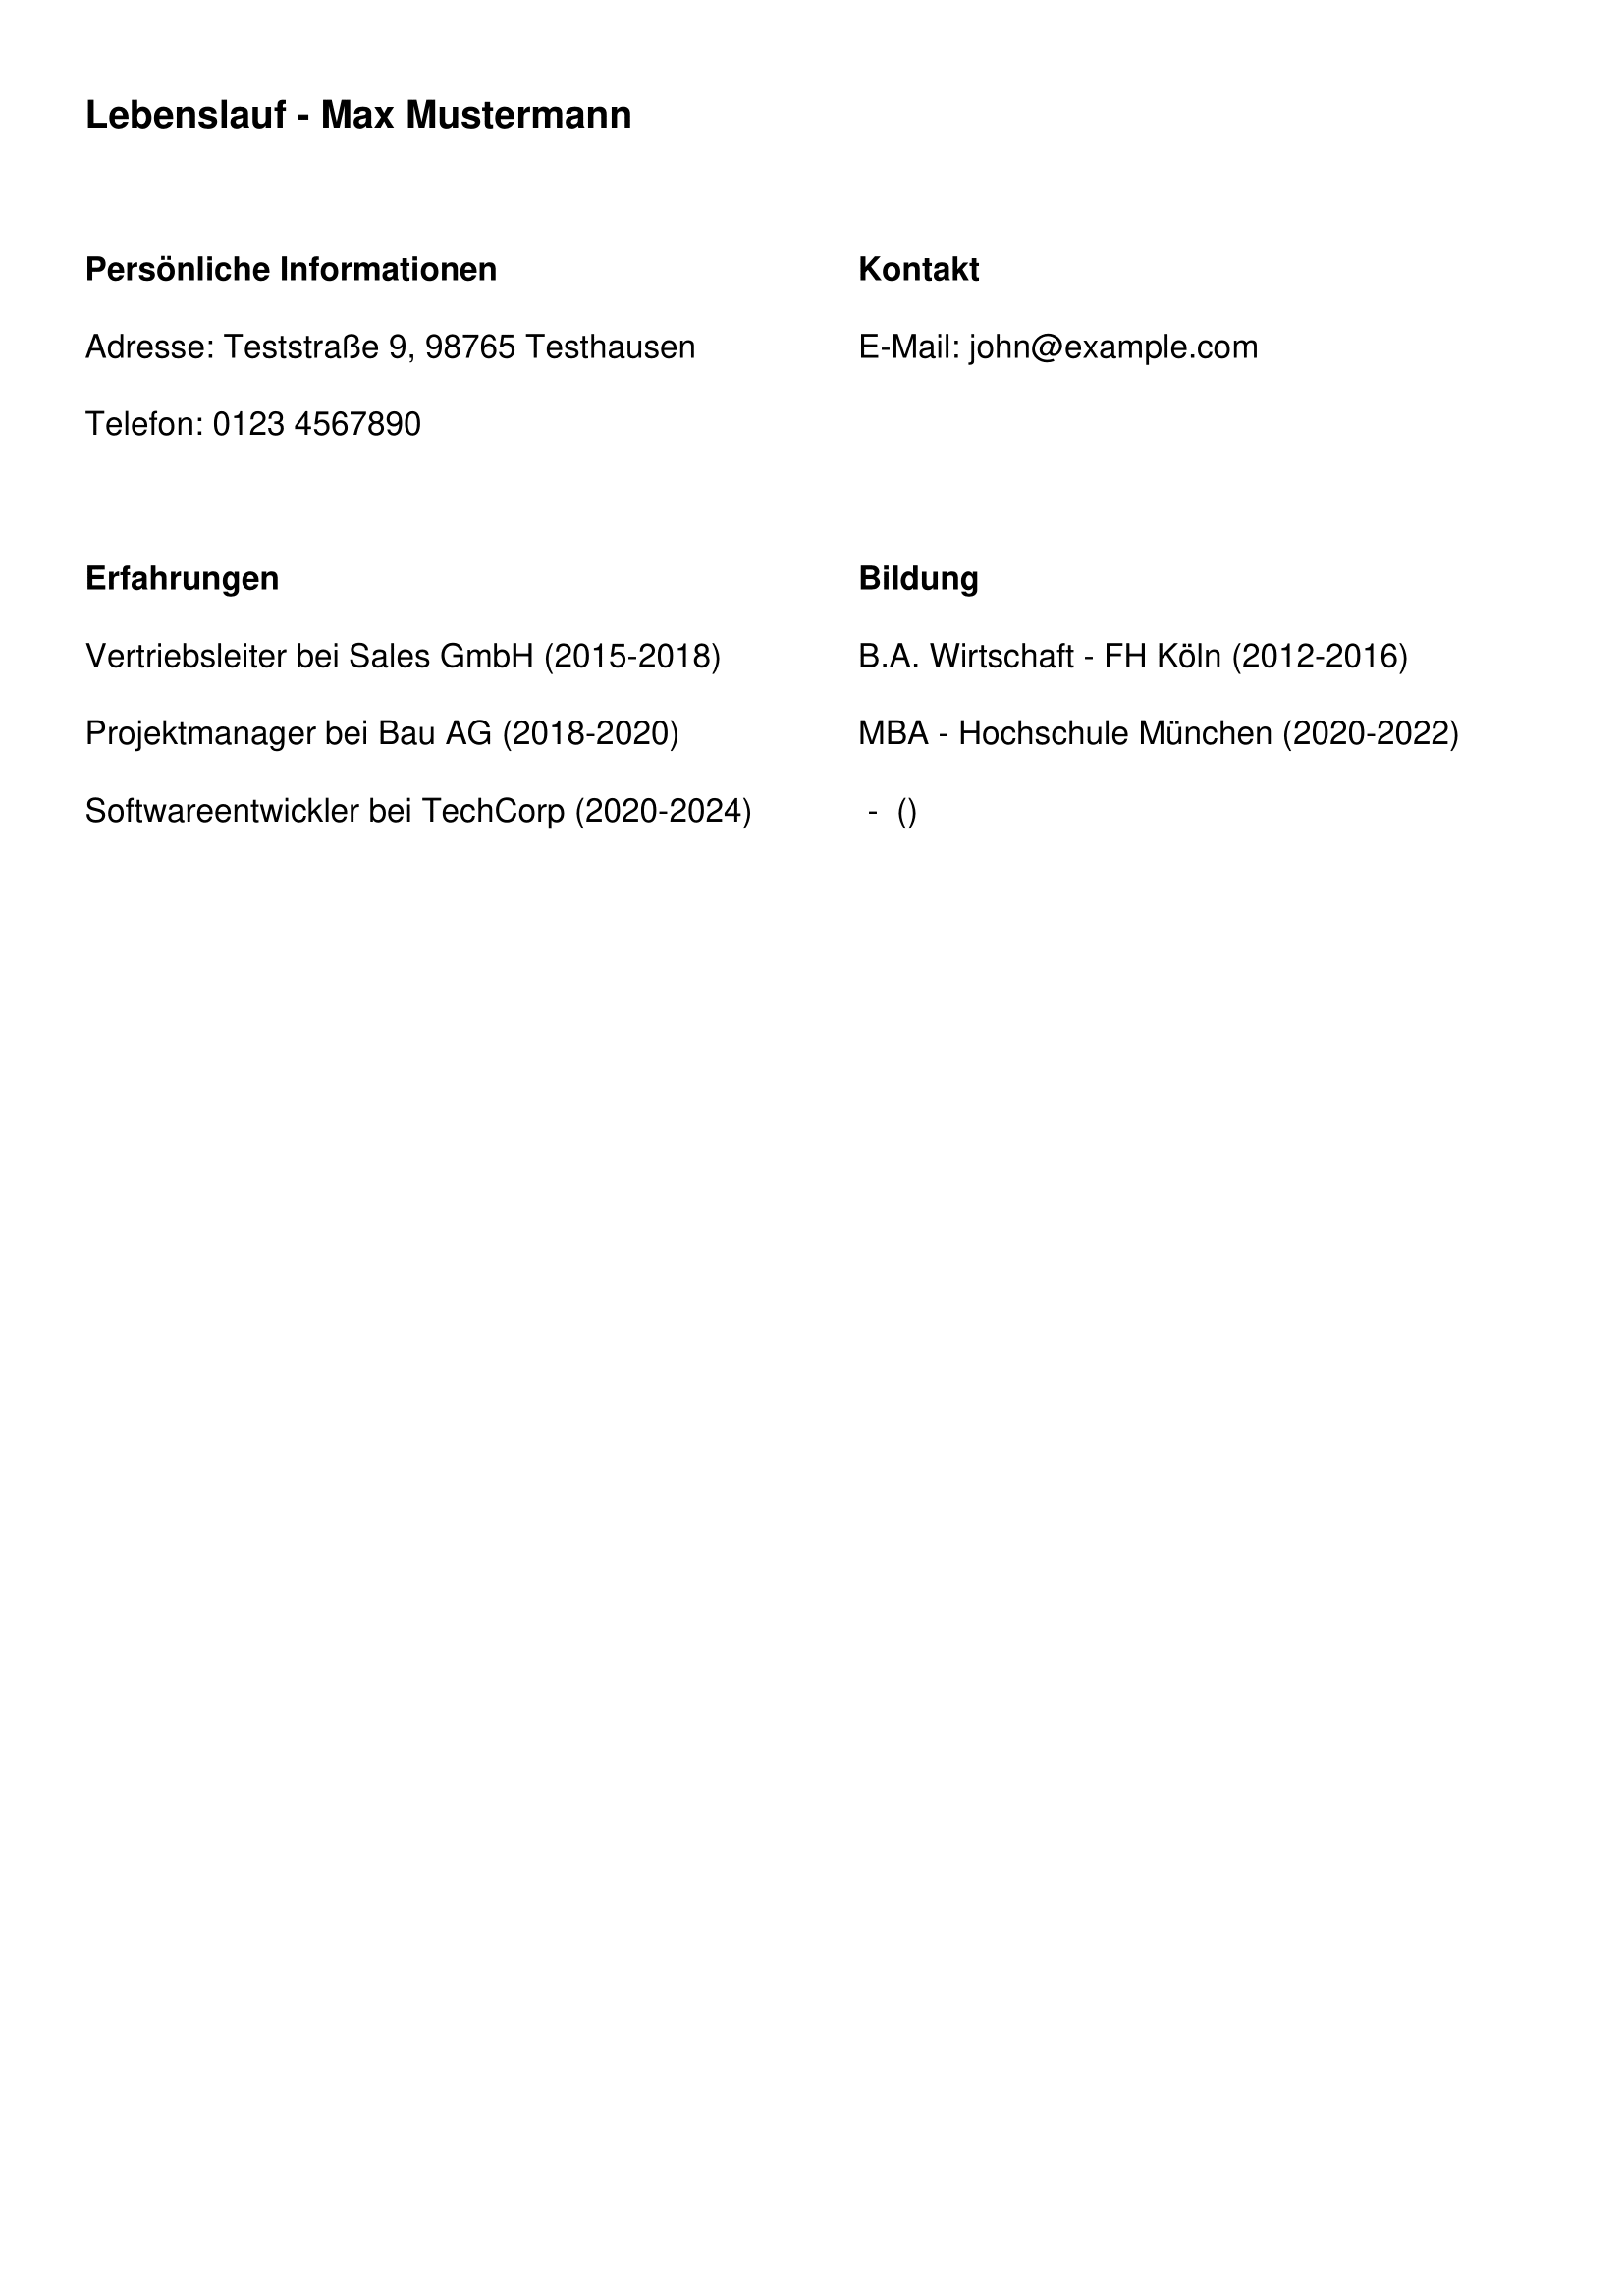 Lebenslauf - Max Mustermann
Persönliche Informationen
Adresse: Teststraße 9, 98765 Testhausen
Telefon: 0123 4567890
Kontakt
E-Mail: john@example.com
Erfahrungen
Vertriebsleiter bei Sales GmbH (2015-2018)
Projektmanager bei Bau AG (2018-2020)
Softwareentwickler bei TechCorp (2020-2024)
Bildung
B.A. Wirtschaft - FH Köln (2012-2016)
MBA - Hochschule München (2020-2022)
- ()